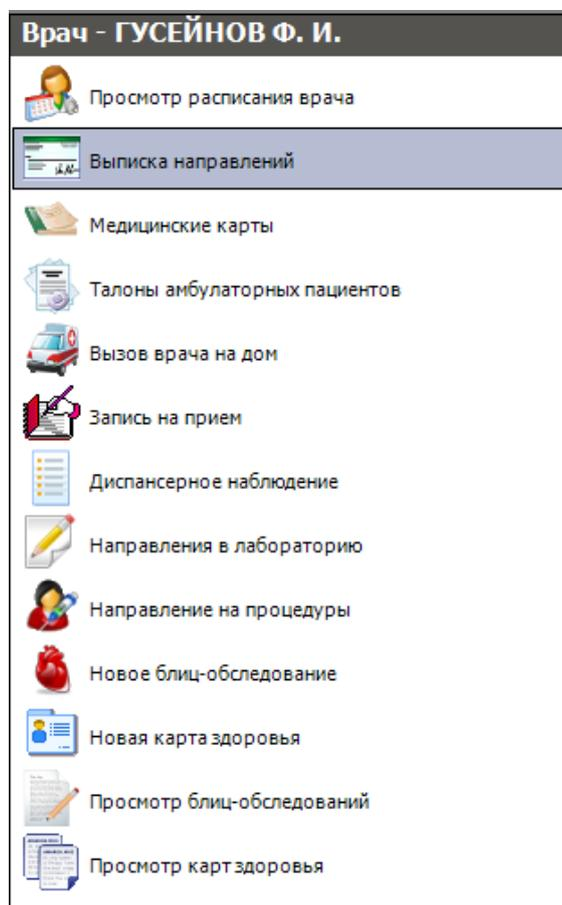 Врач - ГУСЕЙНОВ Ф. И.
Просмотр расписания врача
Выписка направлений
Медицинские карты
Талоны амбулаторных пациентов
Вызов врача на дом
Запись на прием
Диспансерное наблюдение
Направления в лабораторию
Направление на процедуры
Новое блиц-обследование
Новая карта здоровья
Просмотр блиц-обследований
Просмотр карт здоровья